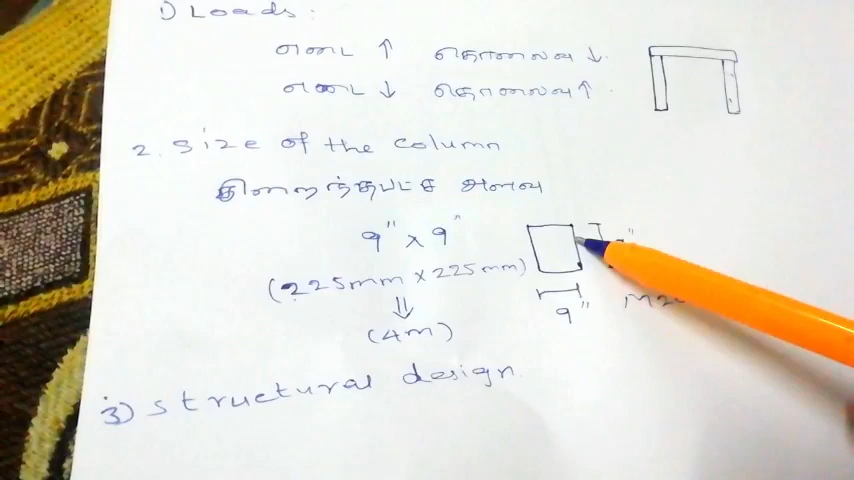 1) Loads:
எடை ↑ தொலைவு ↓
எடை ↓ தொலைவு ↑
2. Size of the column
குறைந்தபட்ச அளவு
9" x 9"
(225mm x 225mm)
⇓
(4m)
9"
3) structural design.